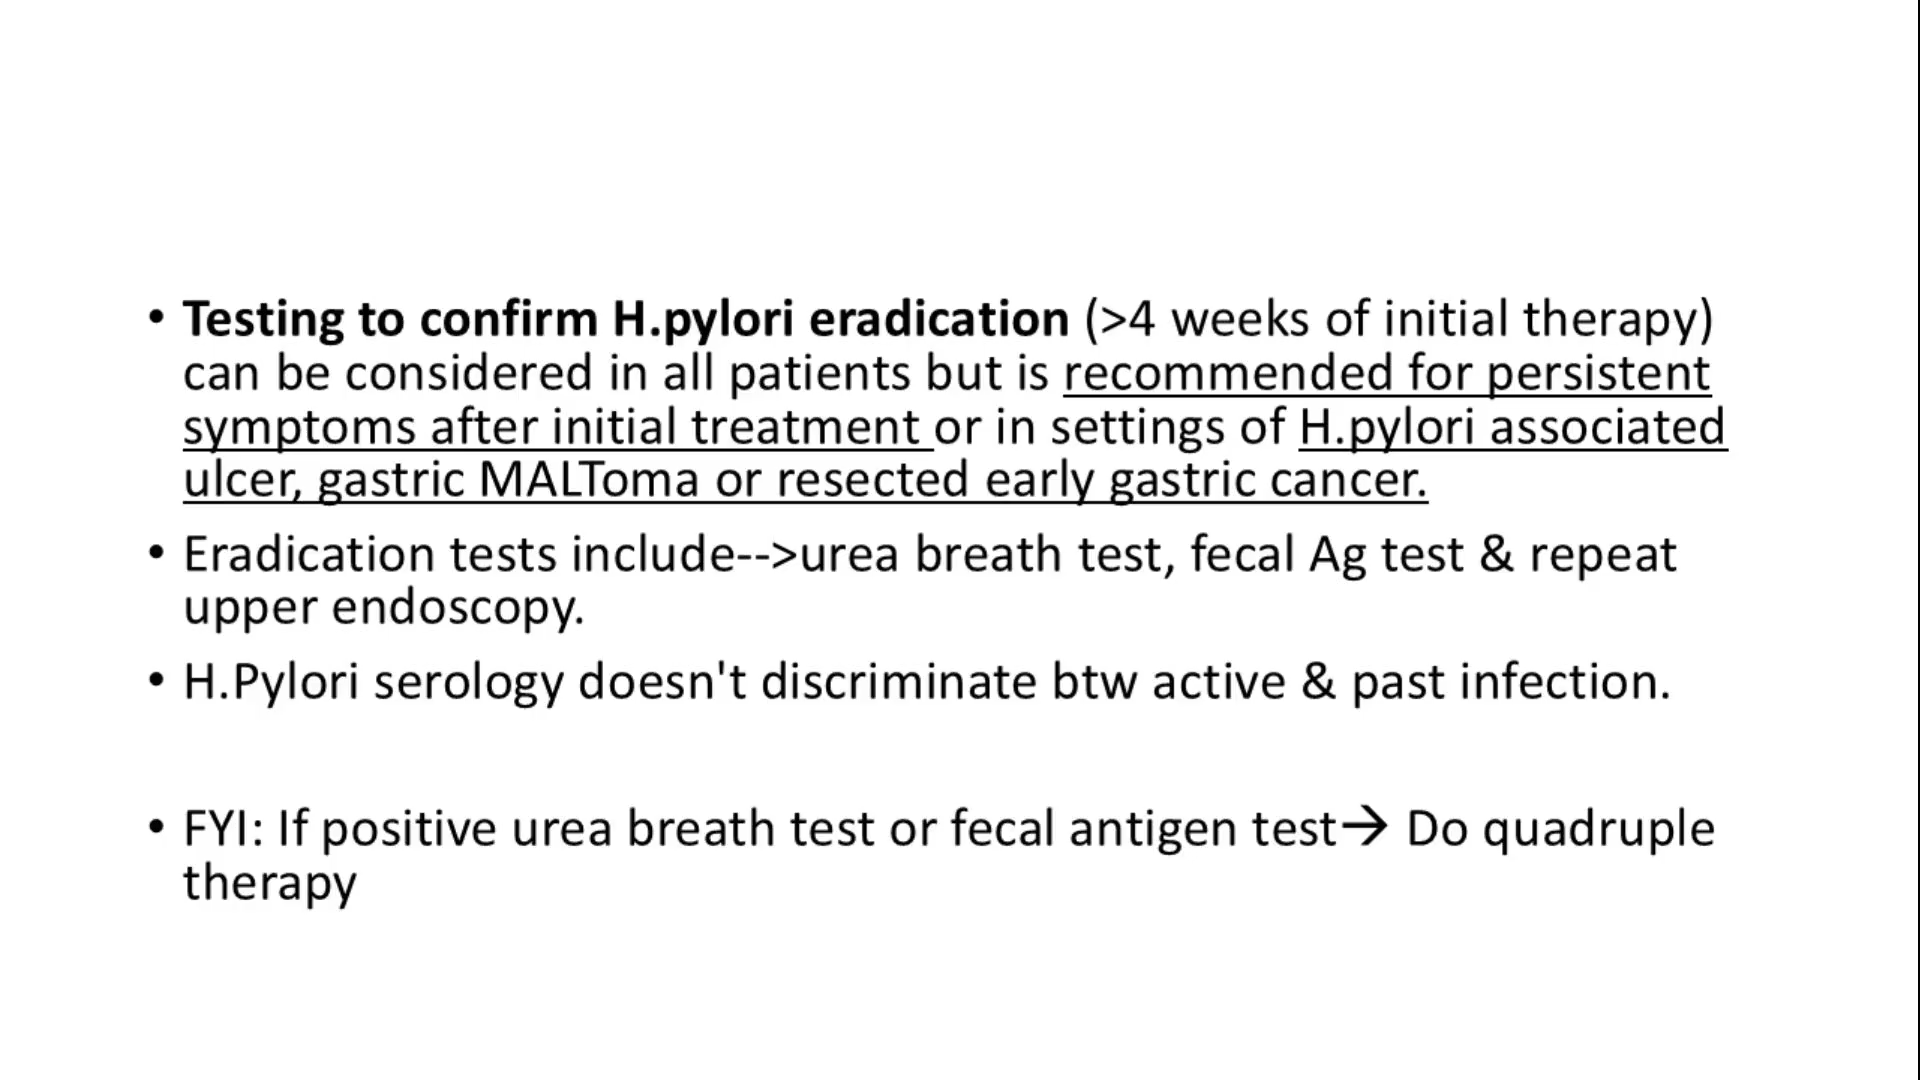 • Testing to confirm H.pylori eradication (>4 weeks of initial therapy)
can be considered in all patients but is recommended for persistent
symptoms after initial treatment or in settings of H.pylori associated
ulcer, gastric MALToma or resected early gastric cancer.
• Eradication tests include-->urea breath test, fecal Ag test & repeat
upper endoscopy.
• H.Pylori serology doesn't discriminate btw active & past infection.
• FYI: If positive urea breath test or fecal antigen test→ Do quadruple
therapy